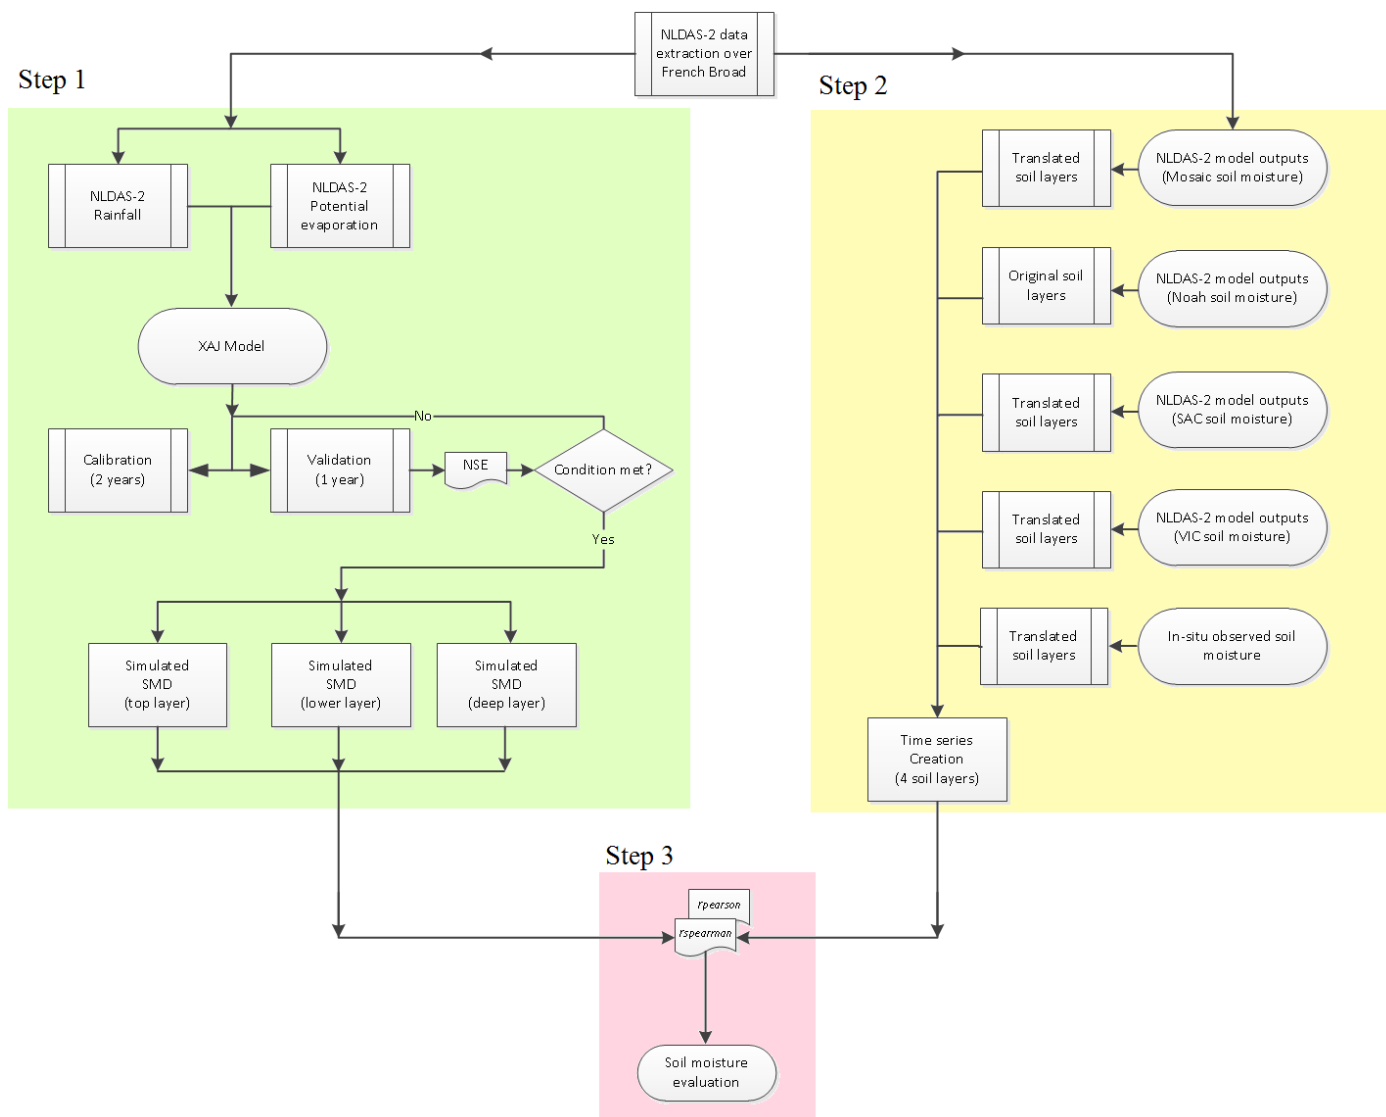 NLDAS-2 data
extraction over
French Broad
Step 1
NLDAS-2
Rainfall
NLDAS-2
Potential
evaporation
XAJ Model
No
Calibration
(2 years)
Validation
(1 year)
NSE
Condition met?
Yes
Simulated
SMD
(top layer)
Simulated
SMD
(lower layer)
Simulated
SMD
(deep layer)
Step 2
Translated
soil layers
NLDAS-2 model outputs
(Mosaic soil moisture)
Original soil
layers
NLDAS-2 model outputs
(Noah soil moisture)
Translated
soil layers
NLDAS-2 model outputs
(SAC soil moisture)
Translated
soil layers
NLDAS-2 model outputs
(VIC soil moisture)
Translated
soil layers
In-situ observed soil
moisture
Time series
Creation
(4 soil layers)
Step 3
rpearson
rspearman
Soil moisture
evaluation